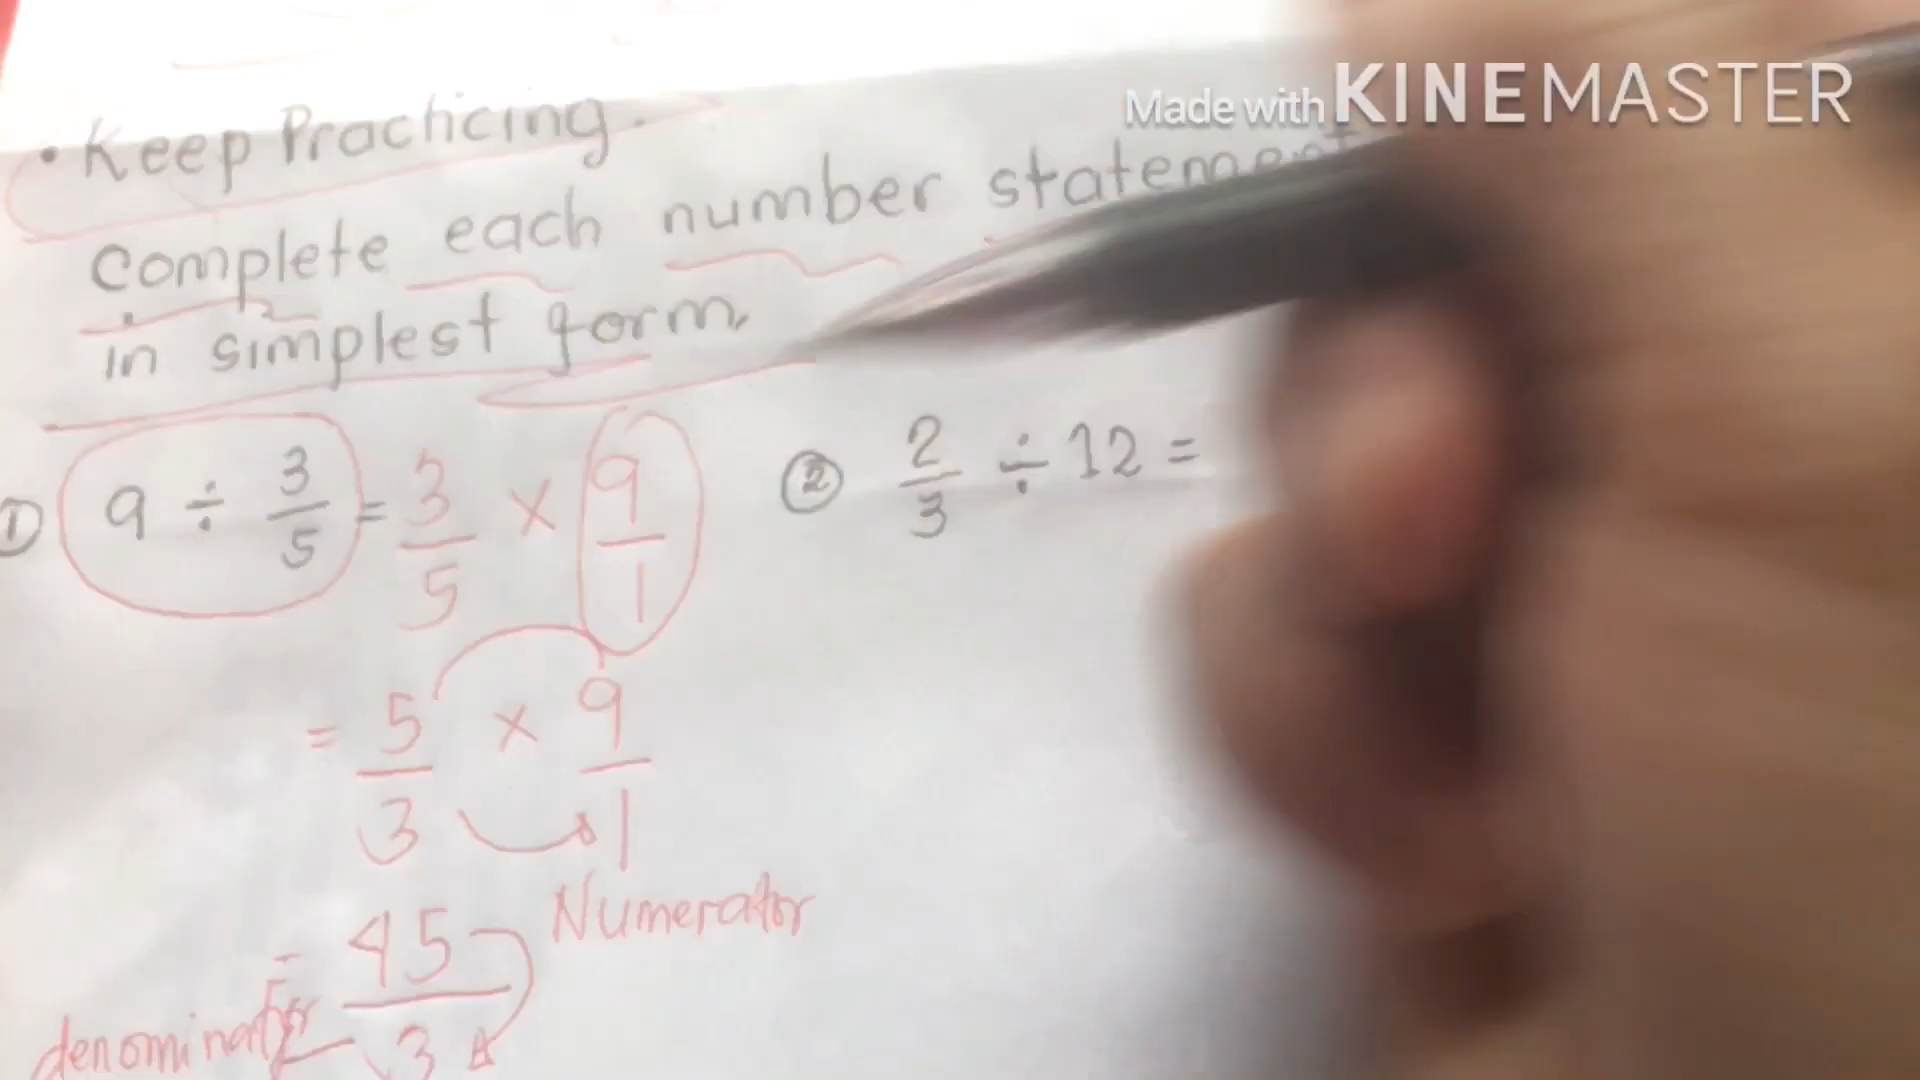 Made with KINEMASTER
• Keep Practicing.
Complete each number statement
in simplest form.
① 9 ÷ 3/5 = 3/5 × 9/1
② 2/3 ÷ 12 =
= 5/3 × 9/1
Numerator
= 45/3
denominator